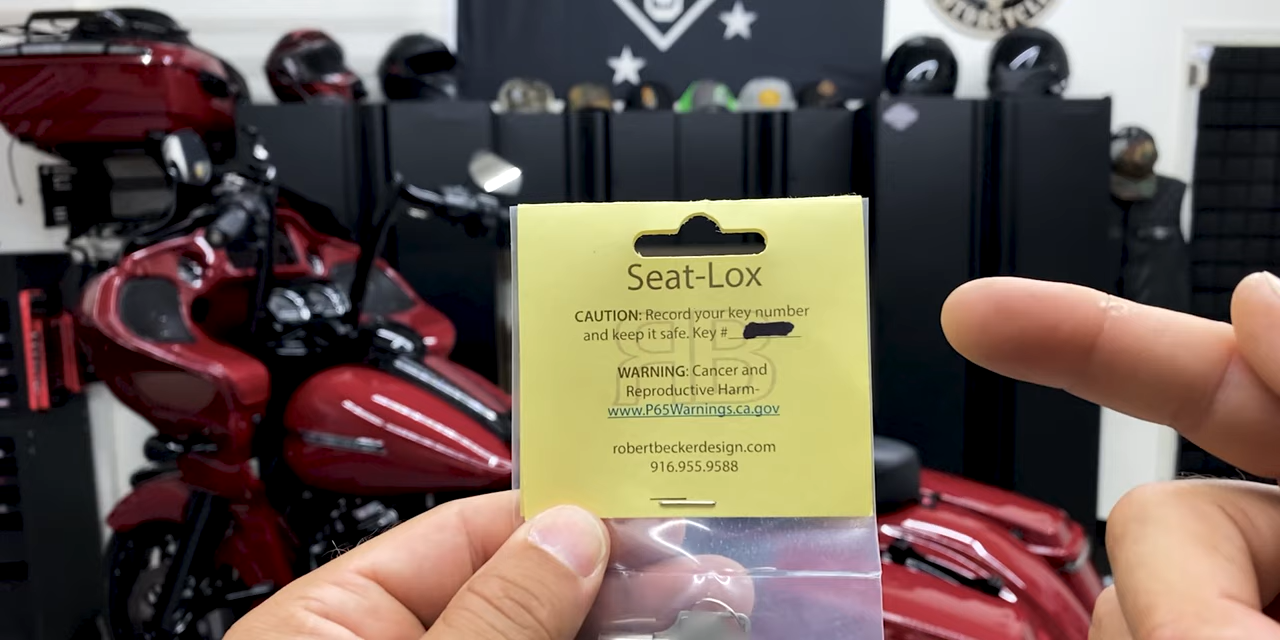 Seat-Lox
CAUTION: Record your key number
and keep it safe. Key #
WARNING: Cancer and
Reproductive Harm-
www.P65Warnings.ca.gov
robertbeckerdesign.com
916.955.9588